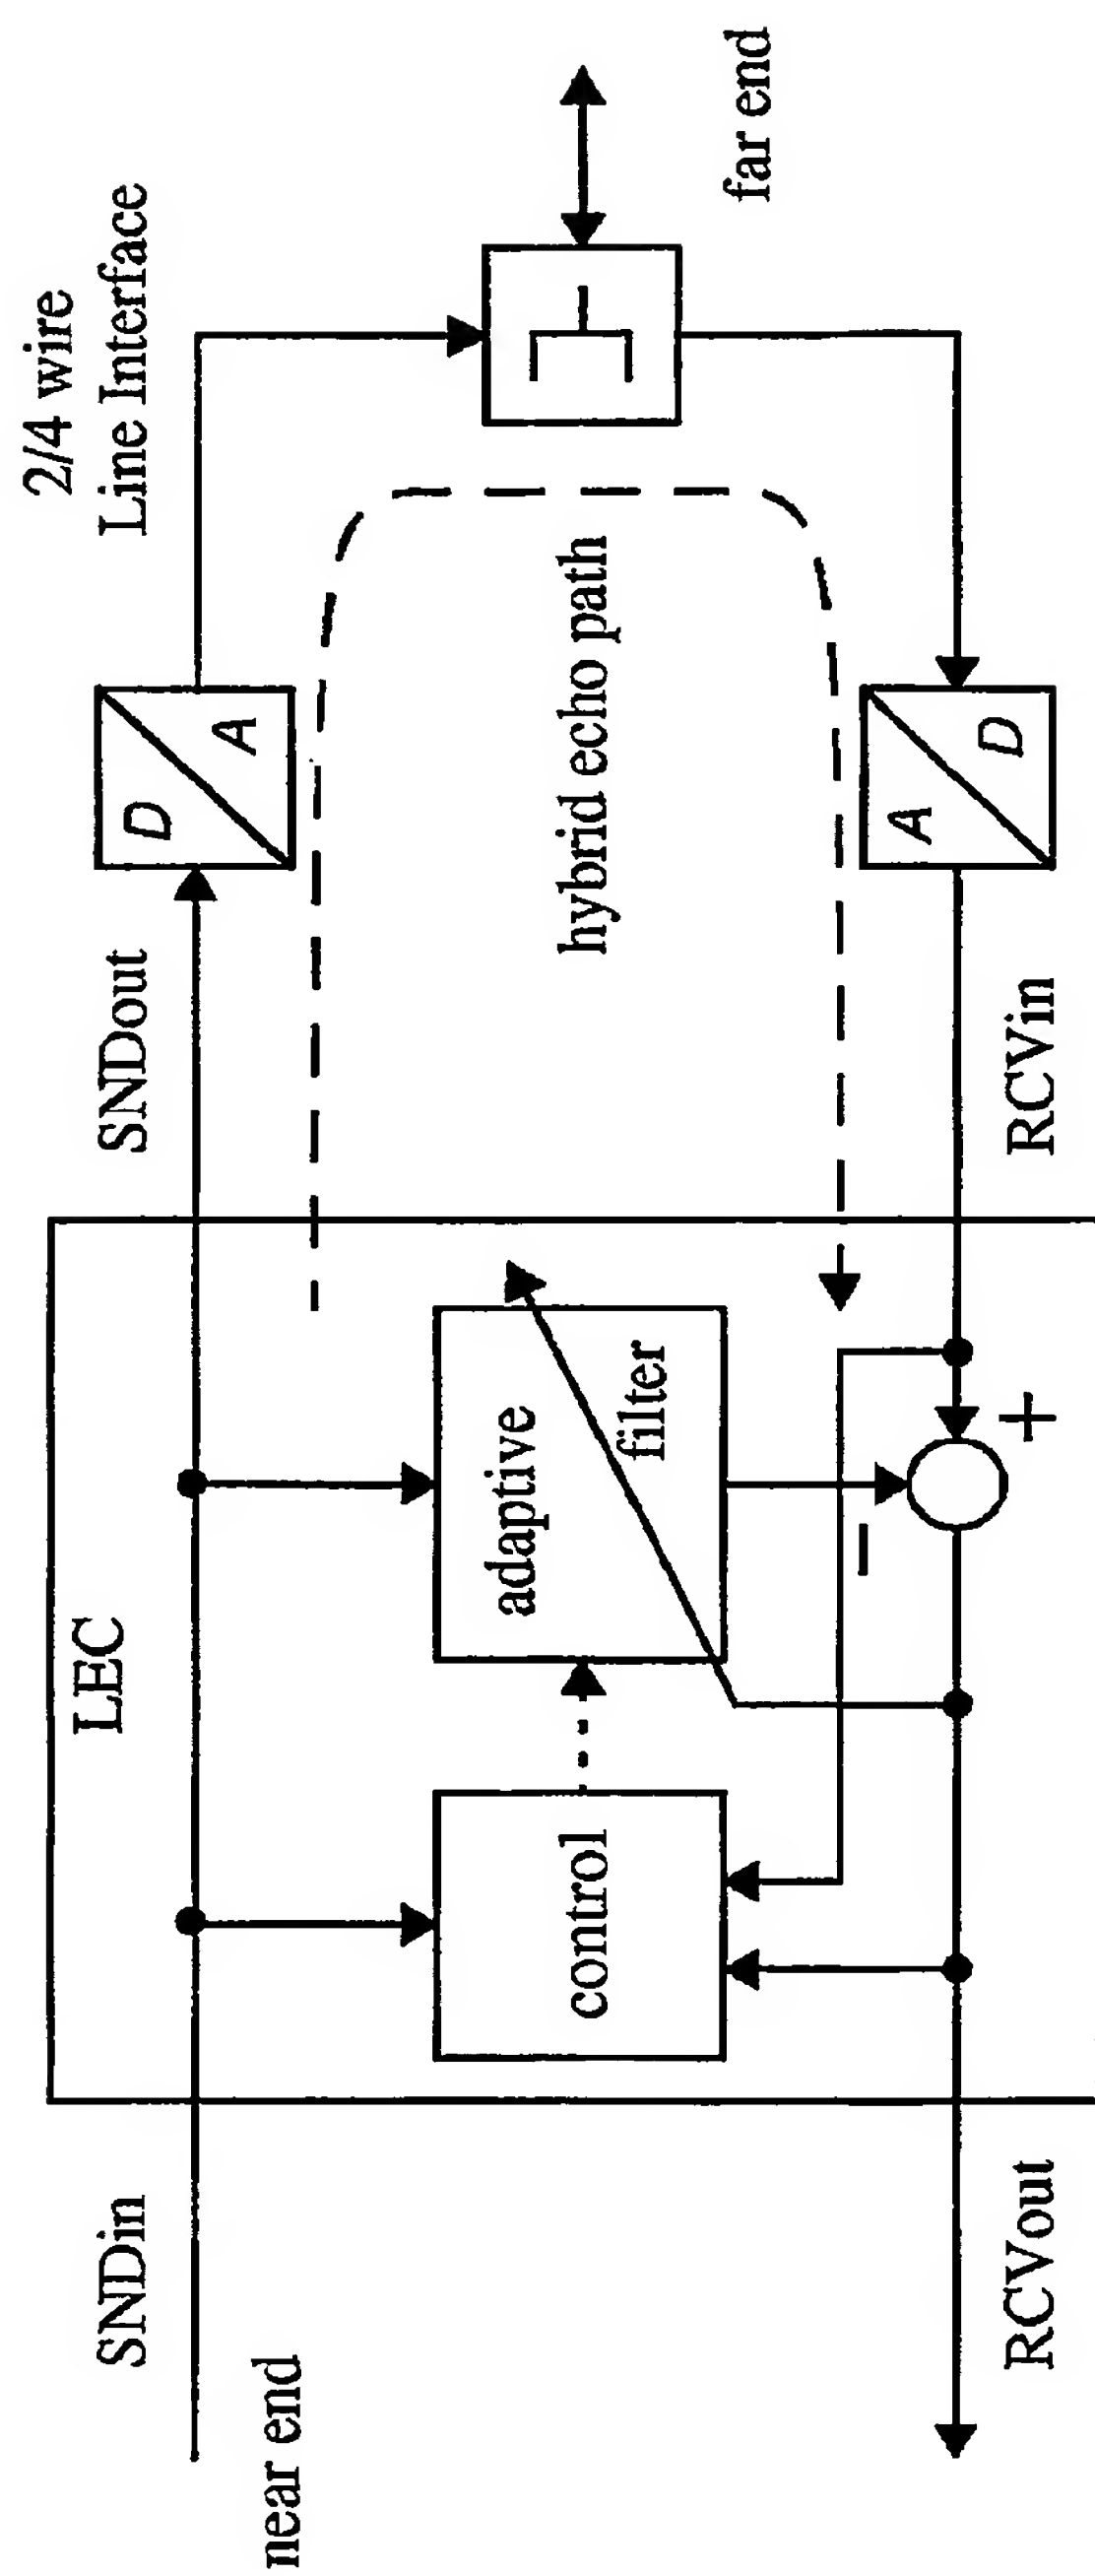 2/4 wire
Line Interface
SNDin
LEC
SNDout
D
A
near end
far end
control
adaptive
filter
hybrid echo path
−
+
A
D
RCVout
RCVin